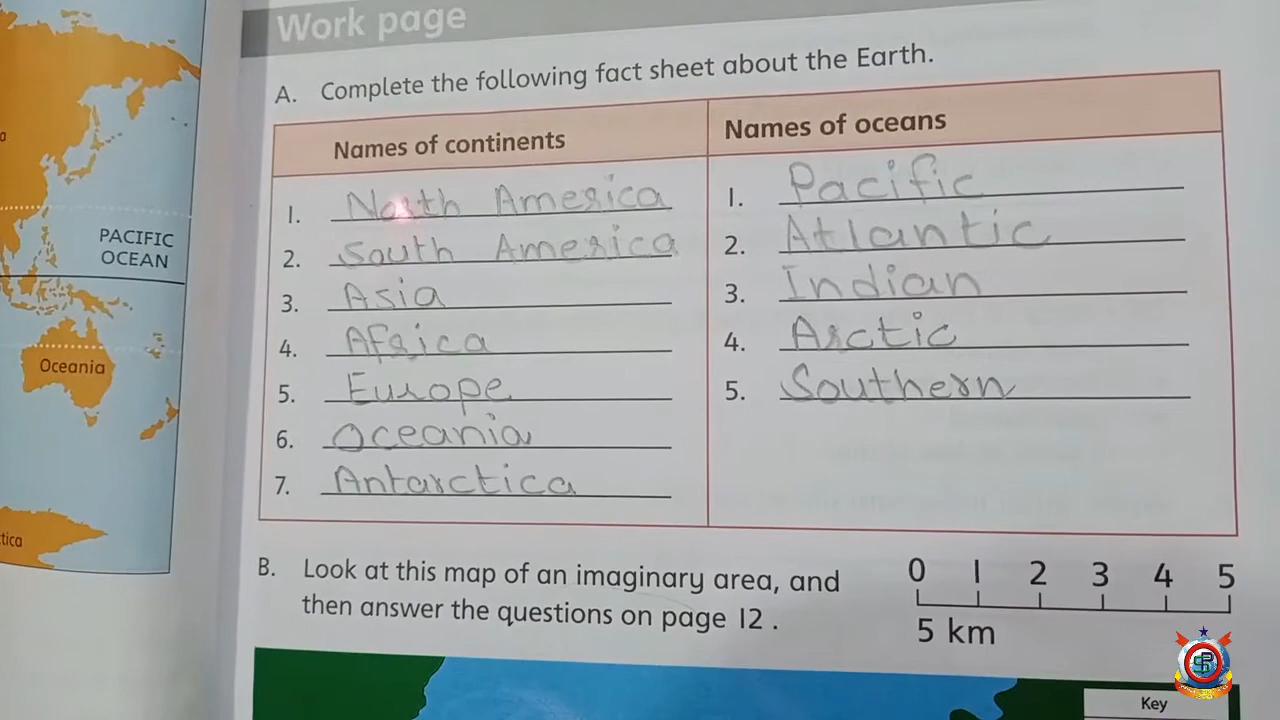 Work page
A. Complete the following fact sheet about the Earth.
Names of continents
1. North America
2. South America
3. Asia
4. Africa
5. Europe
6. Oceania
7. Antarctica
Names of oceans
1. Pacific
2. Atlantic
3. Indian
4. Arctic
5. Southern
B. Look at this map of an imaginary area, and
then answer the questions on page 12 .
0 1 2 3 4 5
5 km
Key
a
PACIFIC
OCEAN
Oceania
tica